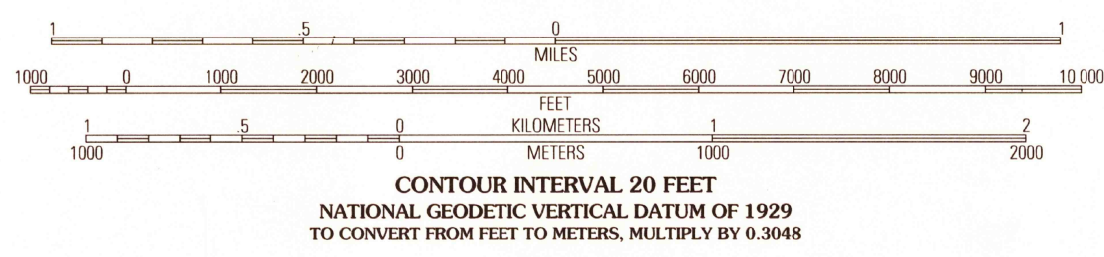 1 .5 0 1
MILES
1000 0 1000 2000 3000 4000 5000 6000 7000 8000 9000 10 000
FEET
1 .5 0 KILOMETERS 1 2
1000 0 METERS 1000 2000
CONTOUR INTERVAL 20 FEET
NATIONAL GEODETIC VERTICAL DATUM OF 1929
TO CONVERT FROM FEET TO METERS, MULTIPLY BY 0.3048